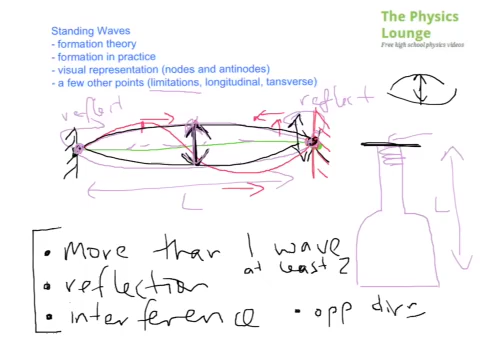 The Physics
Lounge
Free high school physics videos
Standing Waves
- formation theory
- formation in practice
- visual representation (nodes and antinodes)
- a few other points (limitations, longitudinal, tansverse)
reflect
reflect
L
L
• More than 1 wave
at least 2
• reflection
• interference • opp dirs